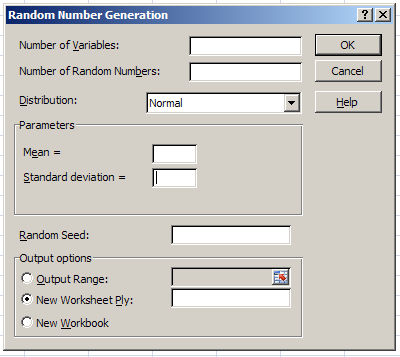 Random Number Generation
Number of Variables:
OK
Number of Random Numbers:
Cancel
Distribution:
Normal
Help
Parameters
Mean =
Standard deviation =
Random Seed:
Output options
Output Range:
New Worksheet Ply:
New Workbook